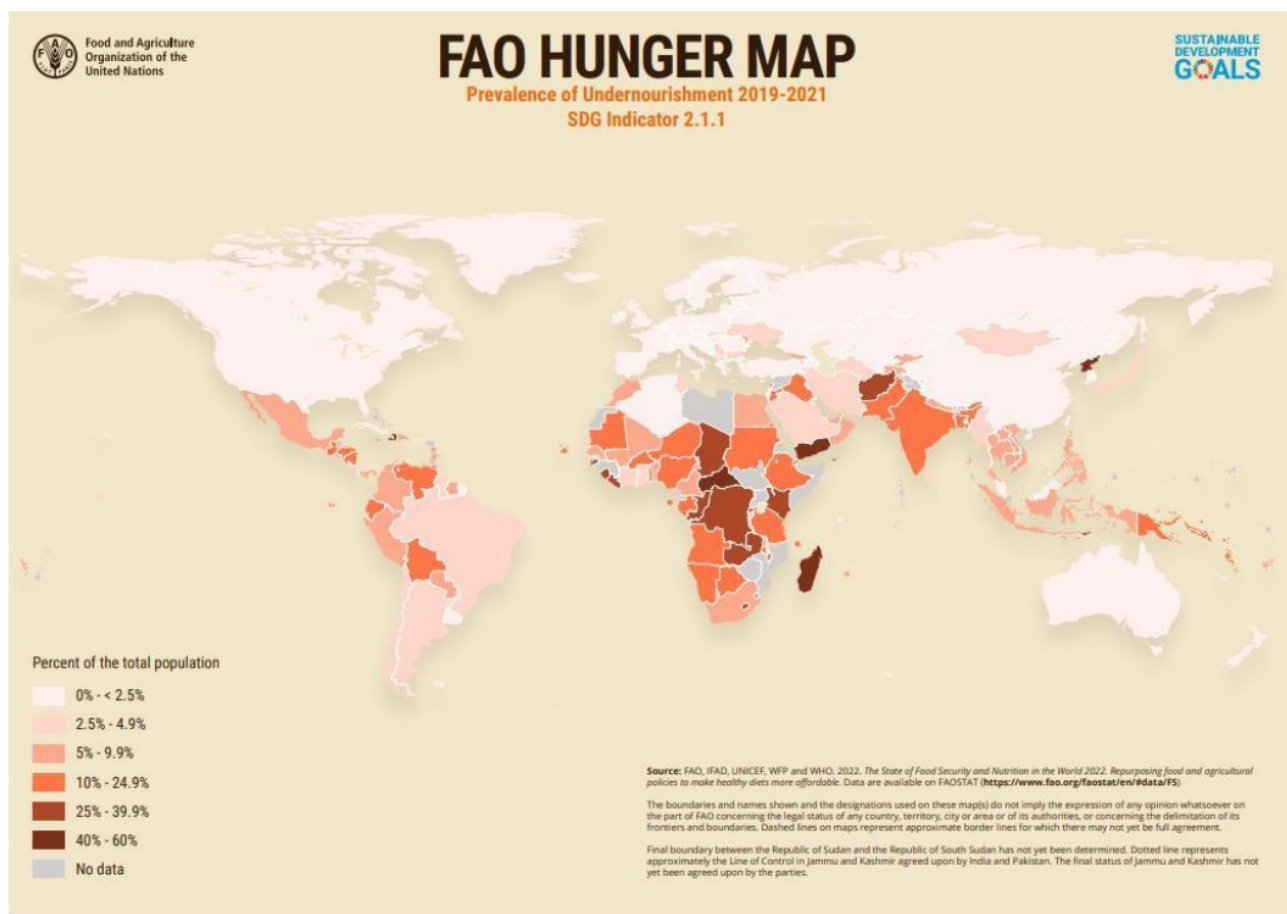 Food and Agriculture
Organization of the
United Nations
FAO HUNGER MAP
Prevalence of Undernourishment 2019-2021
SDG Indicator 2.1.1
SUSTAINABLE
DEVELOPMENT
GOALS
Percent of the total population
0% - < 2.5%
2.5% - 4.9%
5% - 9.9%
10% - 24.9%
25% - 39.9%
40% - 60%
No data
Source: FAO, IFAD, UNICEF, WFP and WHO. 2022. The State of Food Security and Nutrition in the World 2022. Repurposing food and agricultural
policies to make healthy diets more affordable. Data are available on FAOSTAT (https://www.fao.org/faostat/en/#data/FS)
The boundaries and names shown and the designations used on these map(s) do not imply the expression of any opinion whatsoever on
the part of FAO concerning the legal status of any country, territory, city or area or of its authorities, or concerning the delimitation of its
frontiers and boundaries. Dashed lines on maps represent approximate border lines for which there may not yet be full agreement.
Final boundary between the Republic of Sudan and the Republic of South Sudan has not yet been determined. Dotted line represents
approximately the Line of Control in Jammu and Kashmir agreed upon by India and Pakistan. The final status of Jammu and Kashmir has not
yet been agreed upon by the parties.